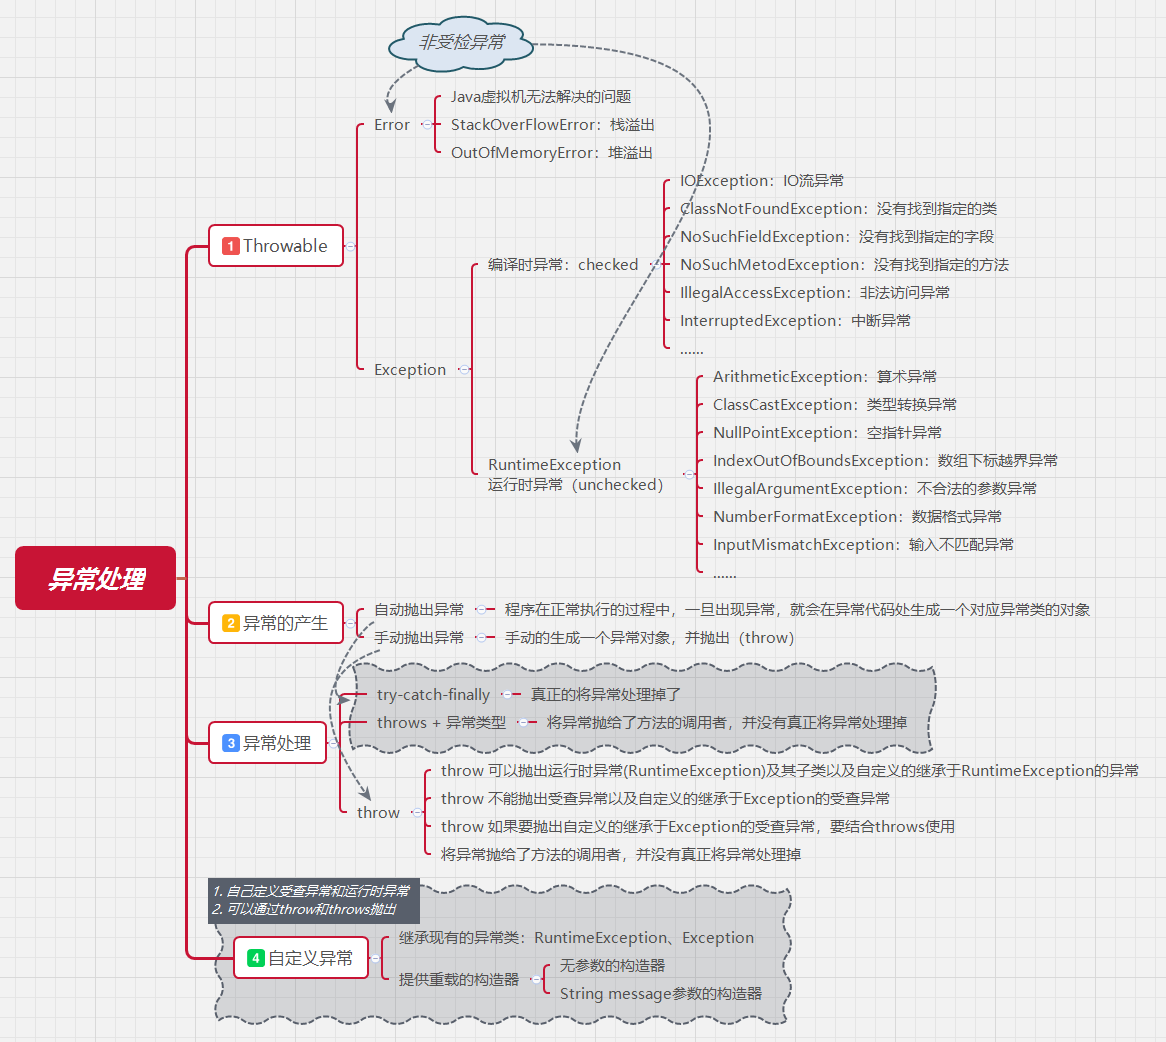 非受检异常
Java虚拟机无法解决的问题
Error
StackOverFlowError：栈溢出
OutOfMemoryError：堆溢出
1 Throwable
IOException：IO流异常
ClassNotFoundException：没有找到指定的类
NoSuchFieldException：没有找到指定的字段
编译时异常：checked
NoSuchMetodException：没有找到指定的方法
IllegalAccessException：非法访问异常
InterruptedException：中断异常
......
Exception
ArithmeticException：算术异常
ClassCastException：类型转换异常
NullPointException：空指针异常
RuntimeException
运行时异常（unchecked）
IndexOutOfBoundsException：数组下标越界异常
IllegalArgumentException：不合法的参数异常
NumberFormatException：数据格式异常
InputMismatchException：输入不匹配异常
......
异常处理
2 异常的产生
自动抛出异常
程序在正常执行的过程中，一旦出现异常，就会在异常代码处生成一个对应异常类的对象
手动抛出异常
手动的生成一个异常对象，并抛出（throw）
3 异常处理
try-catch-finally
真正的将异常处理掉了
throws + 异常类型
将异常抛给了方法的调用者，并没有真正将异常处理掉
throw
throw 可以抛出运行时异常(RuntimeException)及其子类以及自定义的继承于RuntimeException的异常
throw 不能抛出受查异常以及自定义的继承于Exception的受查异常
throw 如果要抛出自定义的继承于Exception的受查异常，要结合throws使用
将异常抛给了方法的调用者，并没有真正将异常处理掉
1. 自己定义受查异常和运行时异常
2. 可以通过throw和throws抛出
4 自定义异常
继承现有的异常类：RuntimeException、Exception
提供重载的构造器
无参数的构造器
String message参数的构造器